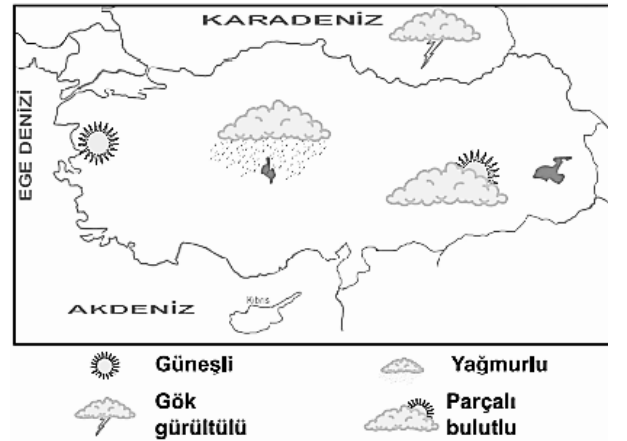 KARADENİZ
EGE DENİZİ
AKDENİZ
Kıbrıs
Güneşli
Yağmurlu
Gök
gürültülü
Parçalı
bulutlu